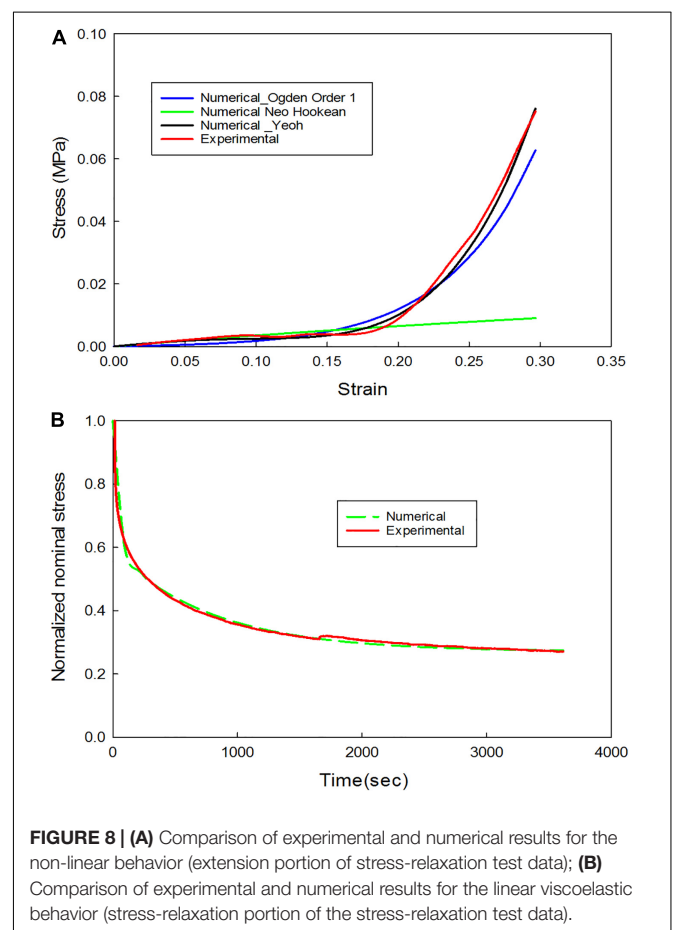 A
0.10
0.08
0.06
0.04
0.02
0.00
Stress (MPa)
Numerical_Ogden Order 1
Numerical Neo Hookean
Numerical _Yeoh
Experimental
0.00 0.05 0.10 0.15 0.20 0.25 0.30 0.35
Strain
B
1.0
0.8
0.6
0.4
0.2
0.0
Normalized nominal stress
Numerical
Experimental
0 1000 2000 3000 4000
Time(sec)
FIGURE 8 | (A) Comparison of experimental and numerical results for the
non-linear behavior (extension portion of stress-relaxation test data); (B)
Comparison of experimental and numerical results for the linear viscoelastic
behavior (stress-relaxation portion of the stress-relaxation test data).